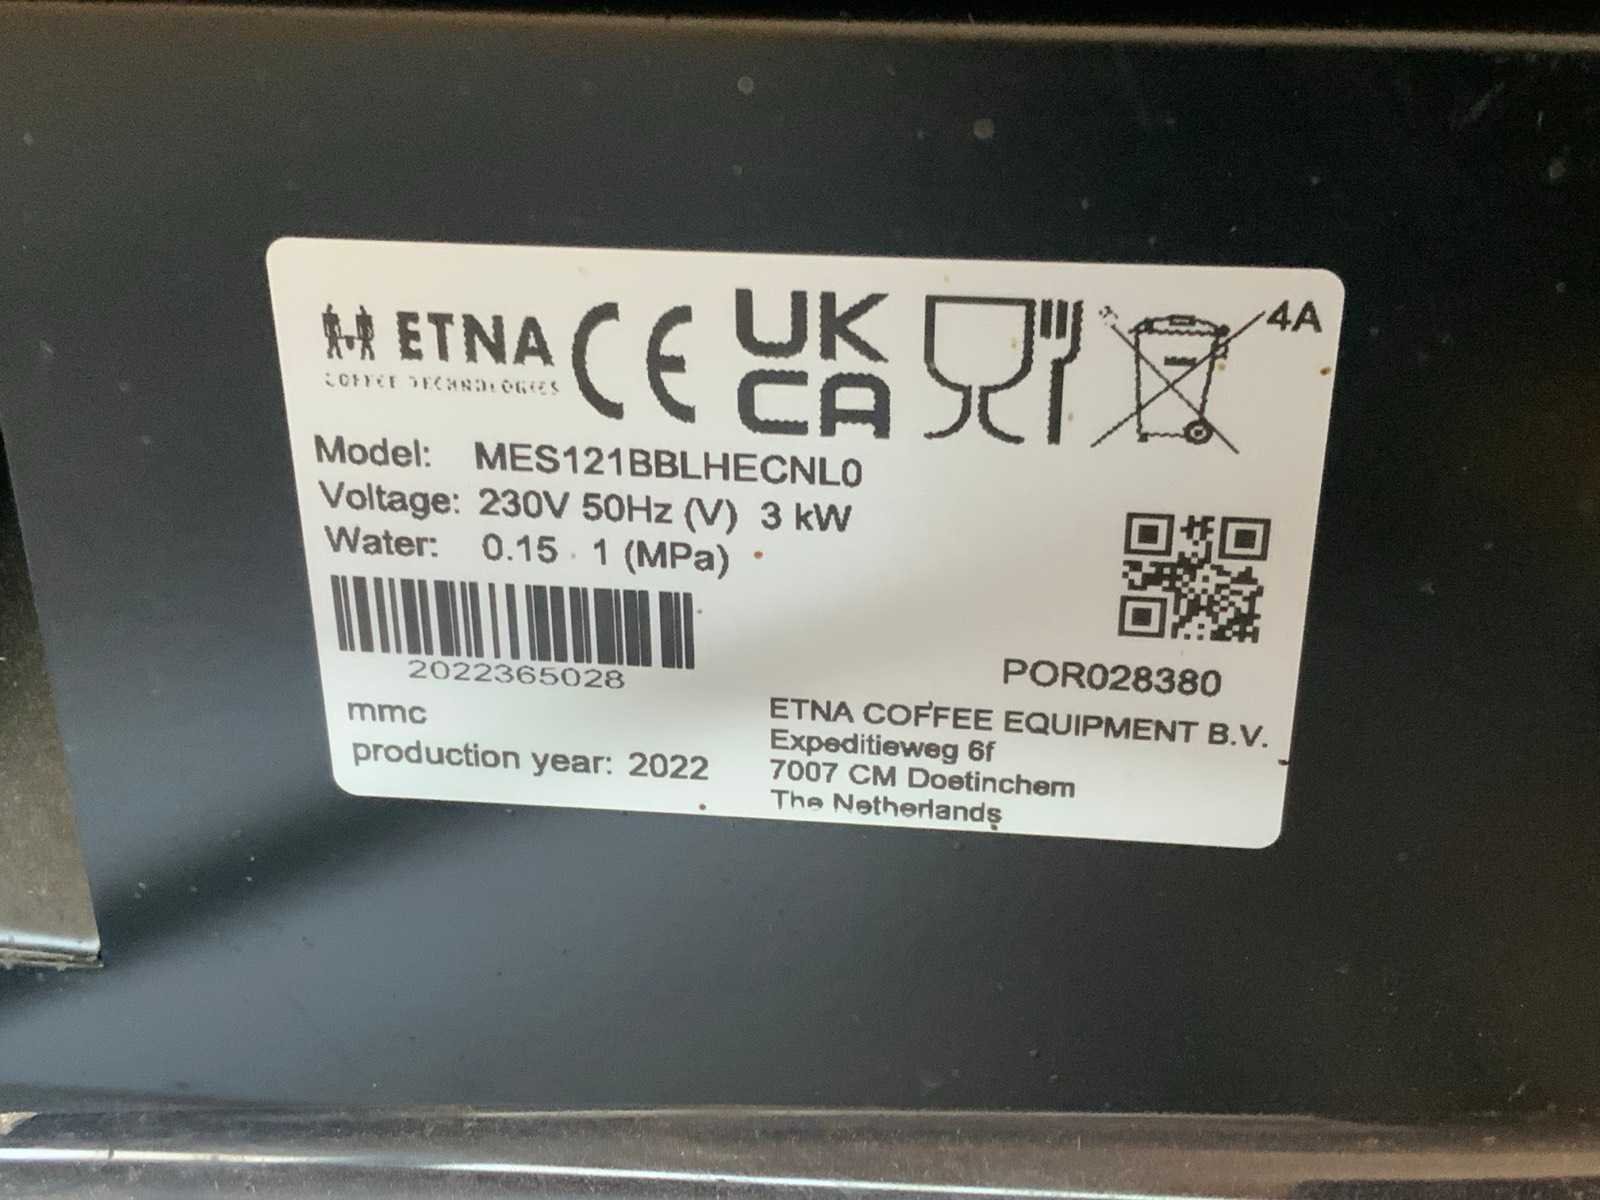 ETNA
COFFEE TECHNOLOGIES
CE
UK
CA
4A
Model: MES121BBLHECNL0
Voltage: 230V 50Hz (V) 3 kW
Water: 0.15 - 1 (MPa)
2022365028
POR028380
mmc
production year: 2022
ETNA COFFEE EQUIPMENT B.V.
Expeditieweg 6f
7007 CM Doetinchem
The Netherlands